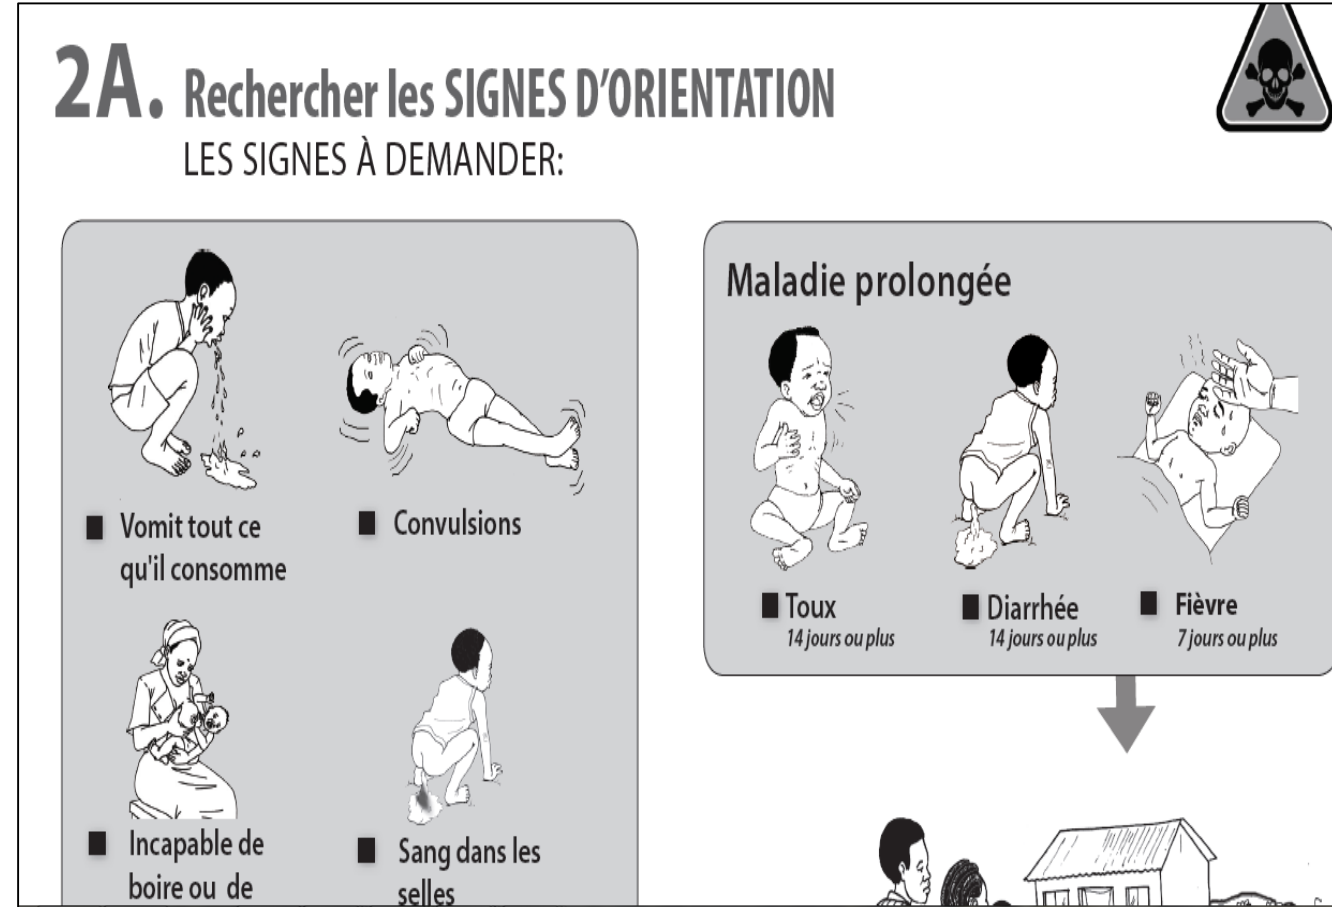 2A. Rechercher les SIGNES D'ORIENTATION
LES SIGNES À DEMANDER:
■ Vomit tout ce
qu'il consomme
■ Convulsions
■ Incapable de
boire ou de
■ Sang dans les
selles
Maladie prolongée
■ Toux
14 jours ou plus
■ Diarrhée
14 jours ou plus
■ Fièvre
7 jours ou plus